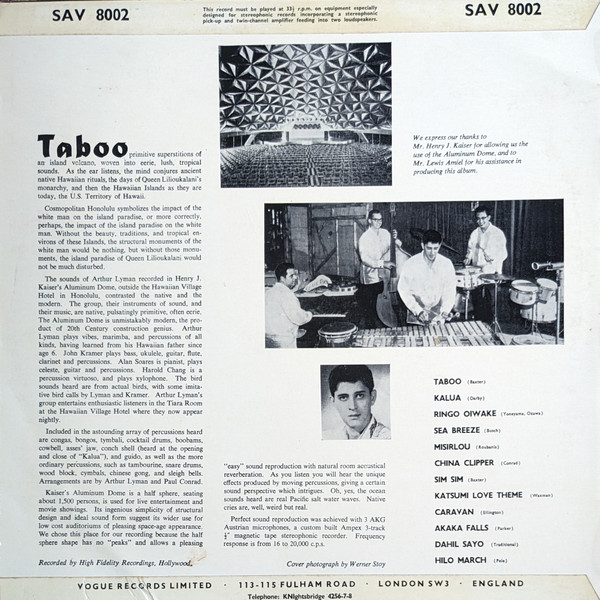 SAV 8002
This record must be played at 33⅓ r.p.m. on equipment especially
designed for stereophonic records incorporating a stereophonic
pick-up and twin-channel amplifier feeding into two loudspeakers.
SAV 8002
Taboo primitive superstitions of
an island volcano, woven into eerie, lush, tropical
sounds. As the ear listens, the mind conjures ancient
native Hawaiian rituals, the days of Queen Lilioukalani's
monarchy, and then the Hawaiian Islands as they are
today, the U.S. Territory of Hawaii.
Cosmopolitan Honolulu symbolizes the impact of the
white man on the island paradise, or more correctly,
perhaps, the impact of the island paradise on the white
man. Without the beauty, traditions, and tropical en-
virons of these Islands, the structural monuments of the
white man would be nothing, but without those monu-
ments, the island paradise of Queen Lilioukalani would
not be much disturbed.
The sounds of Arthur Lyman recorded in Henry J.
Kaiser's Aluminum Dome, outside the Hawaiian Village
Hotel in Honolulu, contrasted the native and the
modern. The group, their instruments of sound, and
their music, are native, pulsatingly primitive, often eerie.
The Aluminum Dome is unmistakably modern, the pro-
duct of 20th Century construction genius. Arthur
Lyman plays vibes, marimba, and percussions of all
kinds, having learned from his Hawaiian father since
age 6. John Kramer plays bass, ukulele, guitar, flute,
clarinet and percussions. Alan Soares is pianist, plays
celeste, guitar and percussions. Harold Chang is a
percussion virtuoso, and plays xylophone. The bird
sounds heard are from actual birds, with some imita-
tive bird calls by Lyman and Kramer. Arthur Lyman's
group entertains enthusiastic listeners in the Tiara Room
at the Hawaiian Village Hotel where they now appear
nightly.
Included in the astounding array of percussions heard
are congas, bongos, tymbali, cocktail drums, boobams,
cowbell, asses' jaw, conch shell (heard at the opening
and close of "Kalua"), and guido, as well as the more
ordinary percussions, such as tambourine, snare drums,
wood block, cymbals, chinese gong, and sleigh bells.
Arrangements are by Arthur Lyman and Paul Conrad.
Kaiser's Aluminum Dome is a half sphere, seating
about 1,500 persons, is used for live entertainment and
movie showings. Its ingenious simplicity of structural
design and ideal sound form suggest its wider use for
low cost auditoriums of pleasing space-age appearance.
We chose this place for our recording because the half
sphere shape has no "peaks" and allows a pleasing
Recorded by High Fidelity Recordings, Hollywood.
We express our thanks to
Mr. Henry J. Kaiser for allowing us the
use of the Aluminum Dome, and to
Mr. Lewis Amiel for his assistance in
producing this album.
"easy" sound reproduction with natural room accustical
reverberation. As you listen you will hear the unique
effects produced by moving percussions, giving a certain
sound perspective which intrigues. Oh, yes, the ocean
sounds heard are real Pacific salt water waves. Native
cries are, well, weird but real.
Perfect sound reproduction was achieved with 3 AKG
Austrian microphones, a custom built Ampex 3-track
½" magnetic tape stereophonic recorder. Frequency
response is from 16 to 20,000 c.p.s.
Cover photograph by Werner Stoy
TABOO (Baxter)
KALUA (Darby)
RINGO OIWAKE (Yoneyama, Ozawa)
SEA BREEZE (Booth)
MISIRLOU (Roubanis)
CHINA CLIPPER (Conrad)
SIM SIM (Baxter)
KATSUMI LOVE THEME (Waxman)
CARAVAN (Ellington)
AKAKA FALLS (Parker)
DAHIL SAYO (Traditional)
HILO MARCH (Pele)
VOGUE RECORDS LIMITED · 113-115 FULHAM ROAD · LONDON SW3 · ENGLAND
Telephone: KNIghtsbridge 4256-7-8